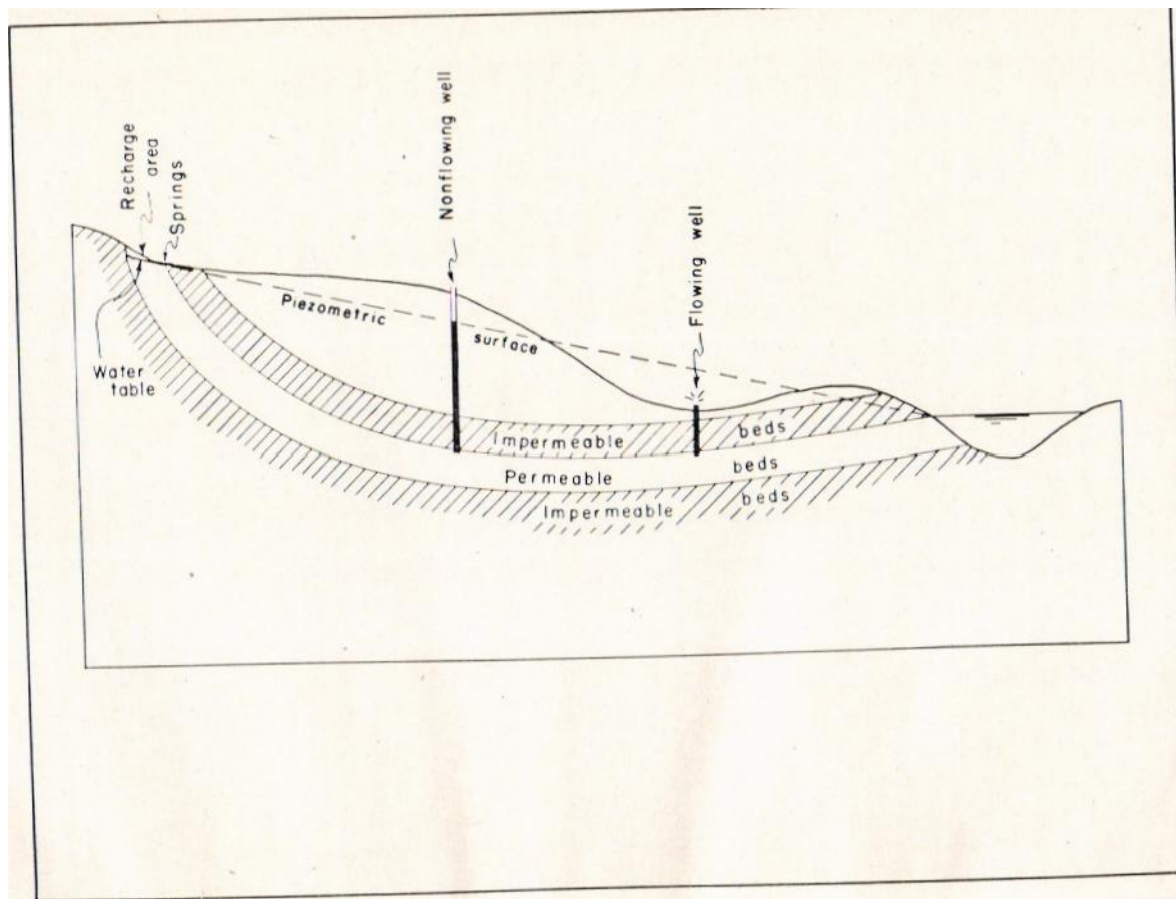 Recharge
area
Springs
Nonflowing well
Flowing well
Piezometric
surface
Water
table
Impermeable beds
Permeable beds
Impermeable beds